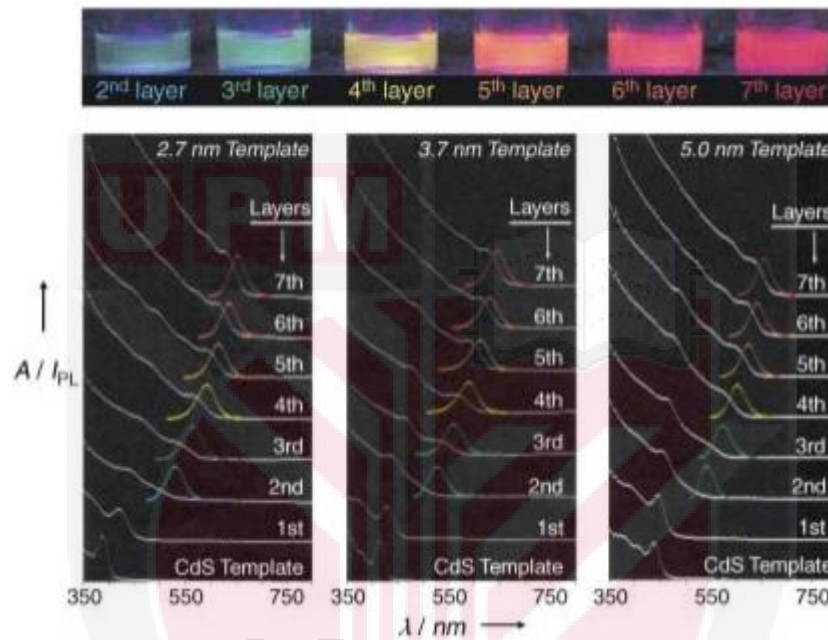 2nd layer 3rd layer 4th layer 5th layer 6th layer 7th layer
2.7 nm Template 3.7 nm Template 5.0 nm Template
UPM
Layers Layers Layers
7th 7th 7th
6th 6th 6th
5th 5th 5th
4th 4th 4th
3rd 3rd 3rd
2nd 2nd 2nd
1st 1st 1st
CdS Template CdS Template CdS Template
A / I PL
350 550 750 350 550 750 350 550 750
λ / nm